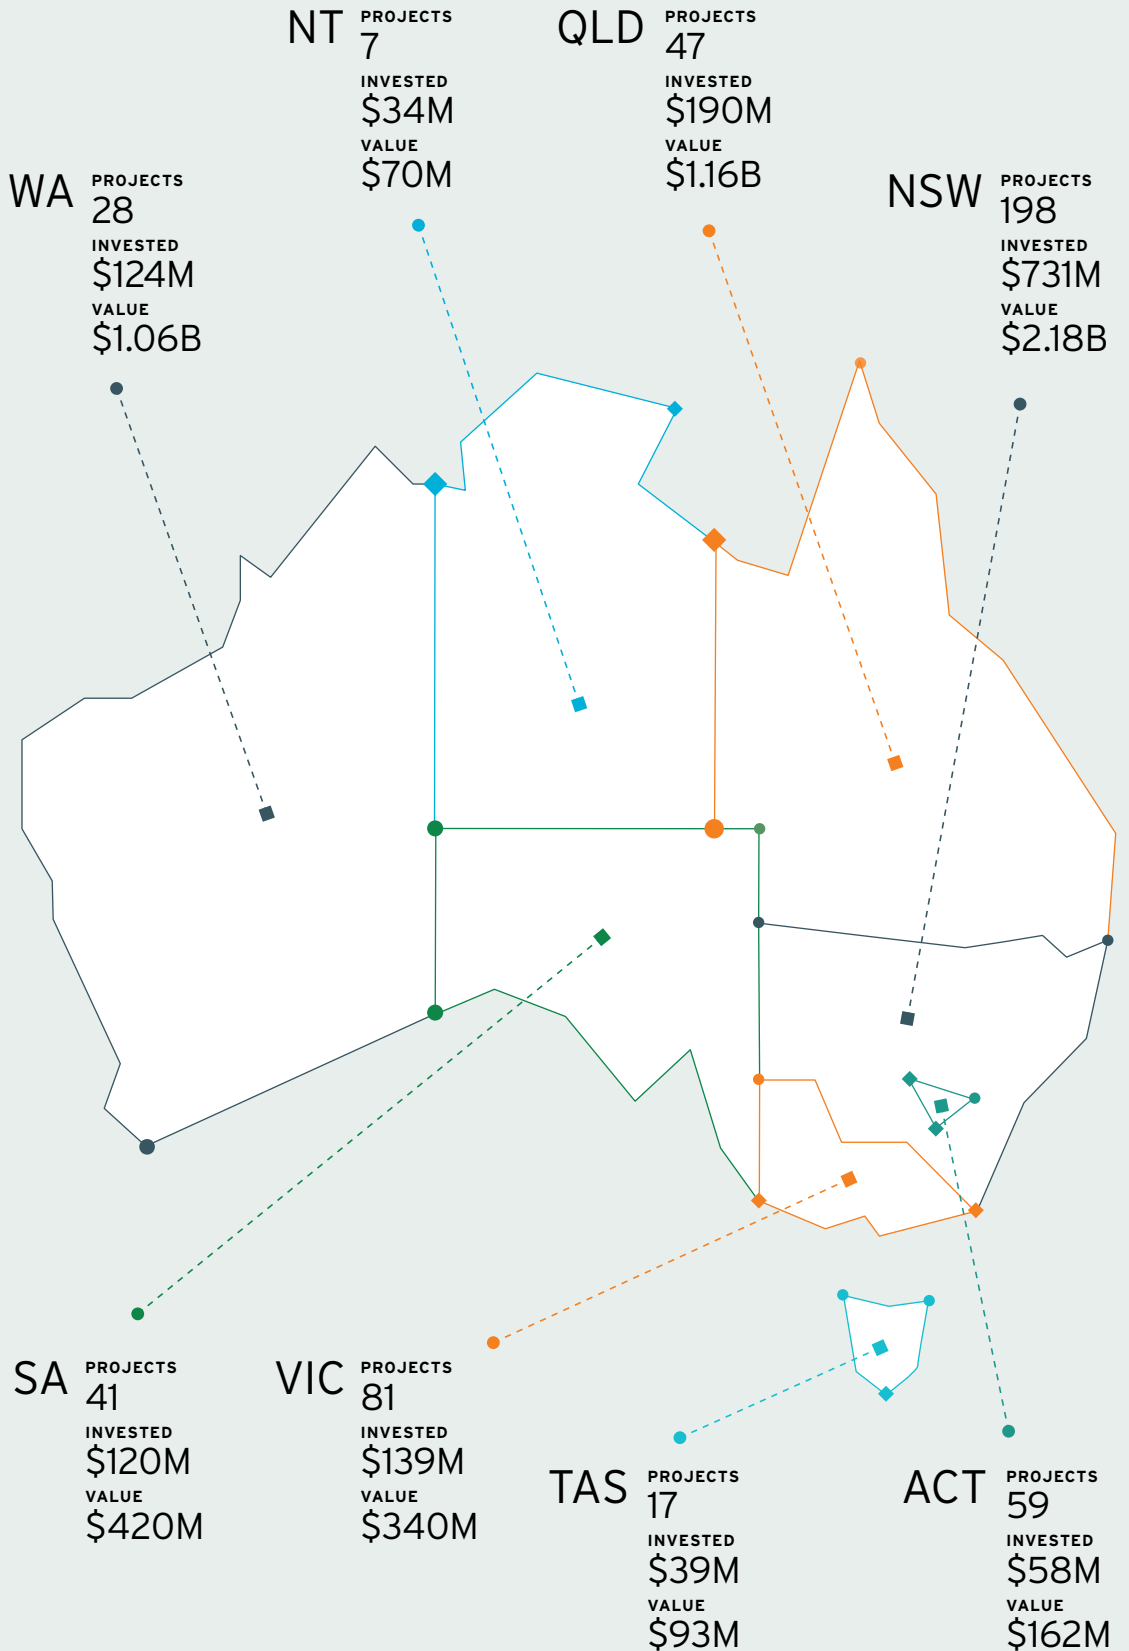 NT
PROJECTS
7
INVESTED
$34M
VALUE
$70M
QLD
PROJECTS
47
INVESTED
$190M
VALUE
$1.16B
WA
PROJECTS
28
INVESTED
$124M
VALUE
$1.06B
NSW
PROJECTS
198
INVESTED
$731M
VALUE
$2.18B
SA
PROJECTS
41
INVESTED
$120M
VALUE
$420M
VIC
PROJECTS
81
INVESTED
$139M
VALUE
$340M
TAS
PROJECTS
17
INVESTED
$39M
VALUE
$93M
ACT
PROJECTS
59
INVESTED
$58M
VALUE
$162M